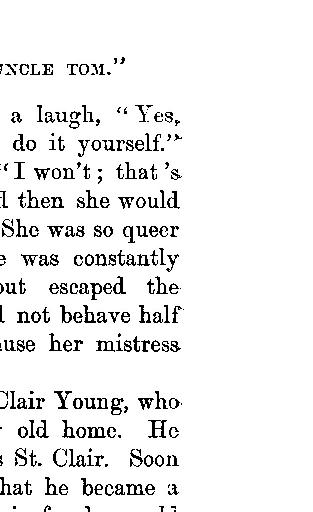 UNCLE TOM."
a laugh, "Yes,
do it yourself."
"I won't; that's
then she would
She was so queer
was constantly
escaped the
not behave half
her mistress
Clair Young, who
old home. He
St. Clair. Soon
that he became a